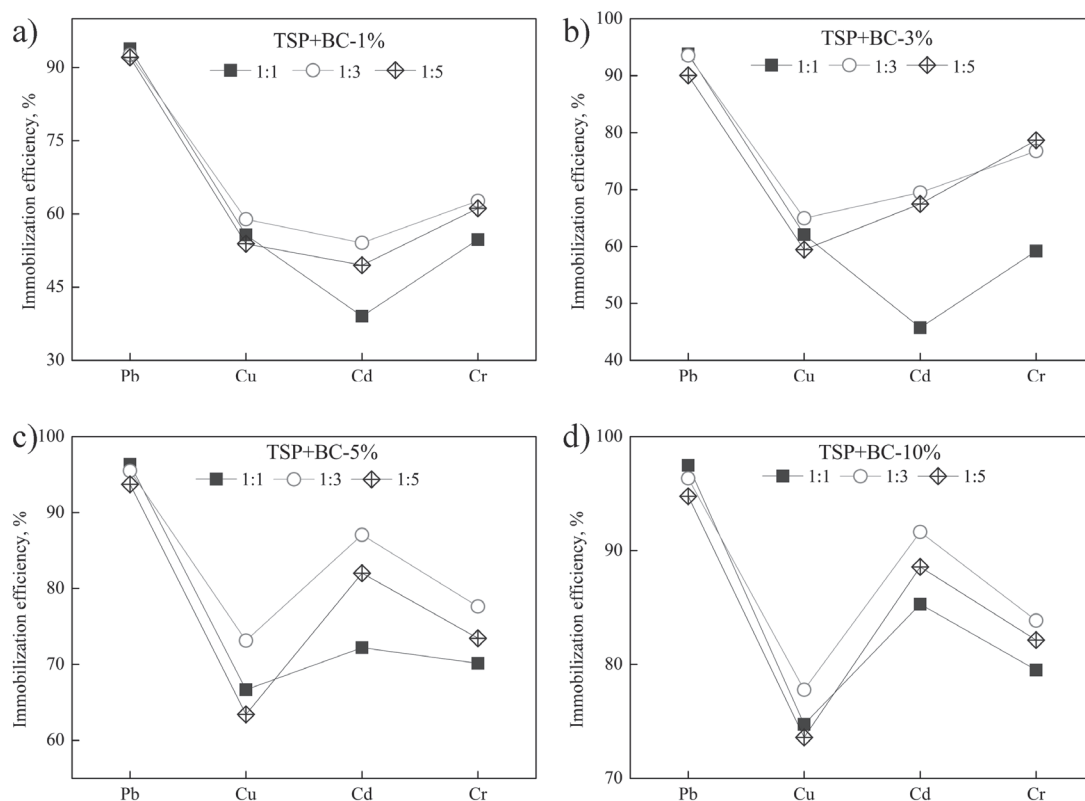 a)
TSP+BC-1%
1:1 1:3 1:5
Immobilization efficiency, %
90
75
60
45
30
Pb Cu Cd Cr
b)
TSP+BC-3%
1:1 1:3 1:5
Immobilization efficiency, %
100
90
80
70
60
50
40
Pb Cu Cd Cr
c)
TSP+BC-5%
1:1 1:3 1:5
Immobilization efficiency, %
100
90
80
70
60
Pb Cu Cd Cr
d)
TSP+BC-10%
1:1 1:3 1:5
Immobilization efficiency, %
100
90
80
70
Pb Cu Cd Cr